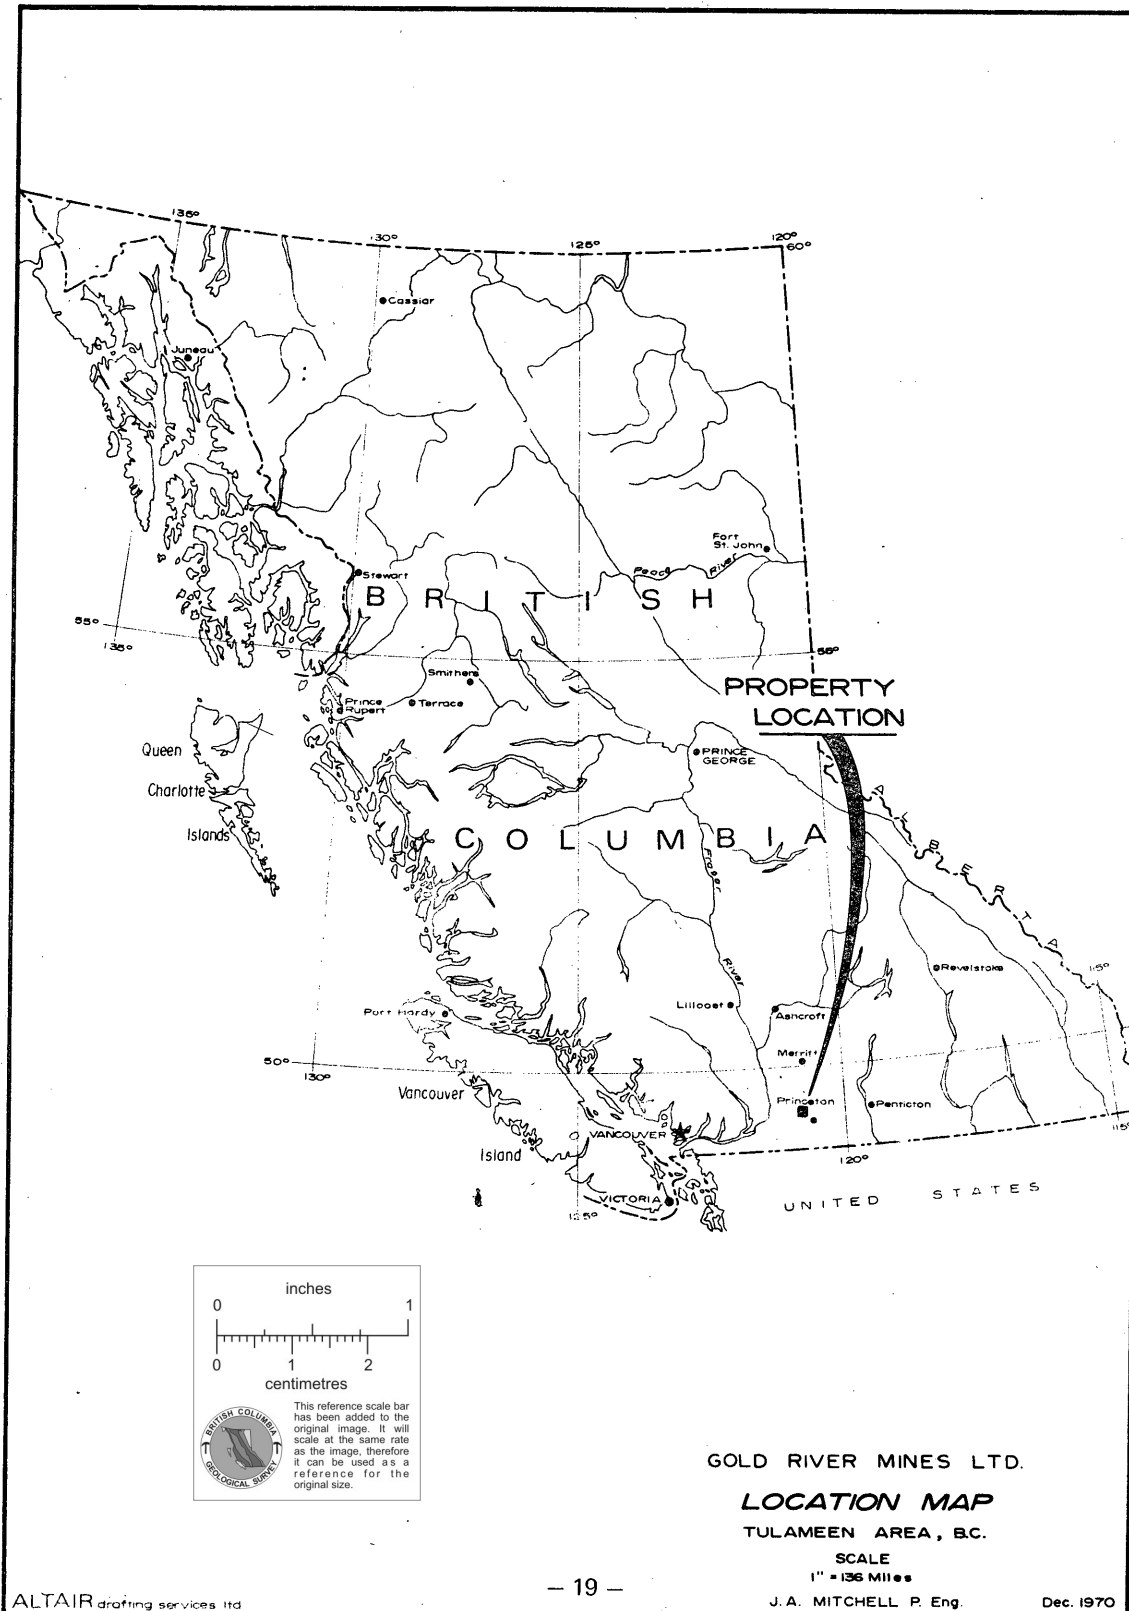 135°
130°
125°
120°
60°
Cassiar
Juneau
Fort
St. John
Peace River
Stewart
BRITISH
55°
135°
55°
Smithers
PROPERTY
LOCATION
Prince
Rupert
Terrace
Queen
Charlotte
Islands
PRINCE
GEORGE
COLUMBIA
ALBERTA
Fraser
River
Revelstoke
115°
Lillooet
Ashcroft
Port Hardy
Merritt
50°
130°
Vancouver
Island
Princeton
Penticton
VANCOUVER
120°
115°
VICTORIA
125°
UNITED STATES
inches
0 1
0 1 2
centimetres
BRITISH COLUMBIA
GEOLOGICAL SURVEY
This reference scale bar
has been added to the
original image. It will
scale at the same rate
as the image, therefore
it can be used as a
reference for the
original size.
GOLD RIVER MINES LTD.
LOCATION MAP
TULAMEEN AREA, B.C.
SCALE
1" = 136 Miles
J. A. MITCHELL P. Eng. Dec. 1970
– 19 –
ALTAIR drafting services ltd